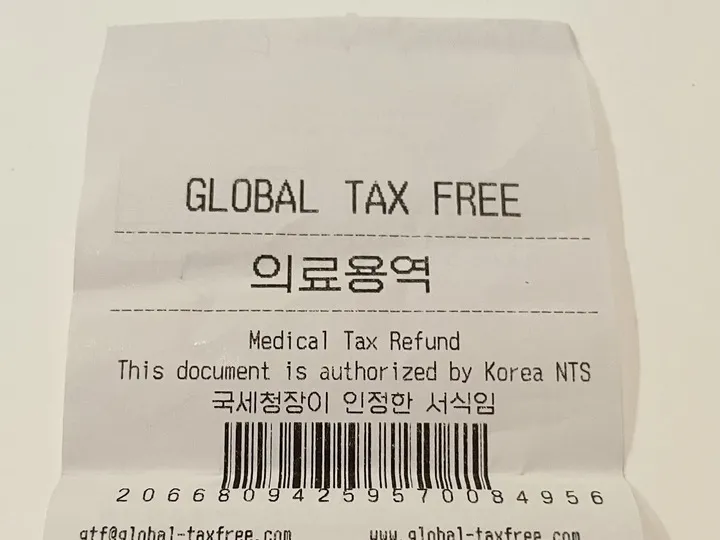 GLOBAL TAX FREE
의료용역
Medical Tax Refund
This document is authorized by Korea NTS
국세청장이 인정한 서식임
20668094259570084956
gtf@global-taxfree.com www.global-taxfree.com